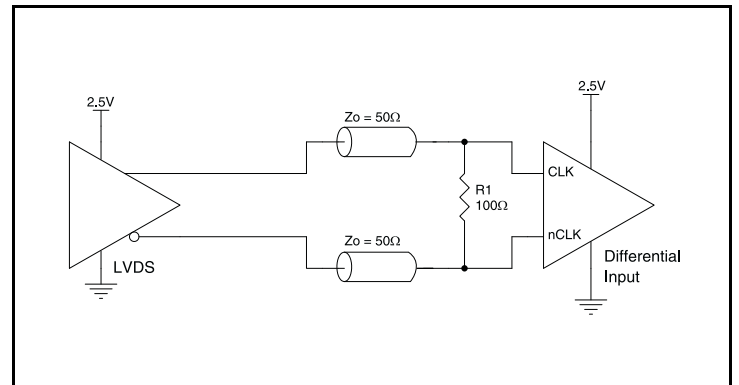 2.5V
2.5V
Zo = 50Ω
CLK
R1
100Ω
nCLK
Zo = 50Ω
LVDS
Differential
Input